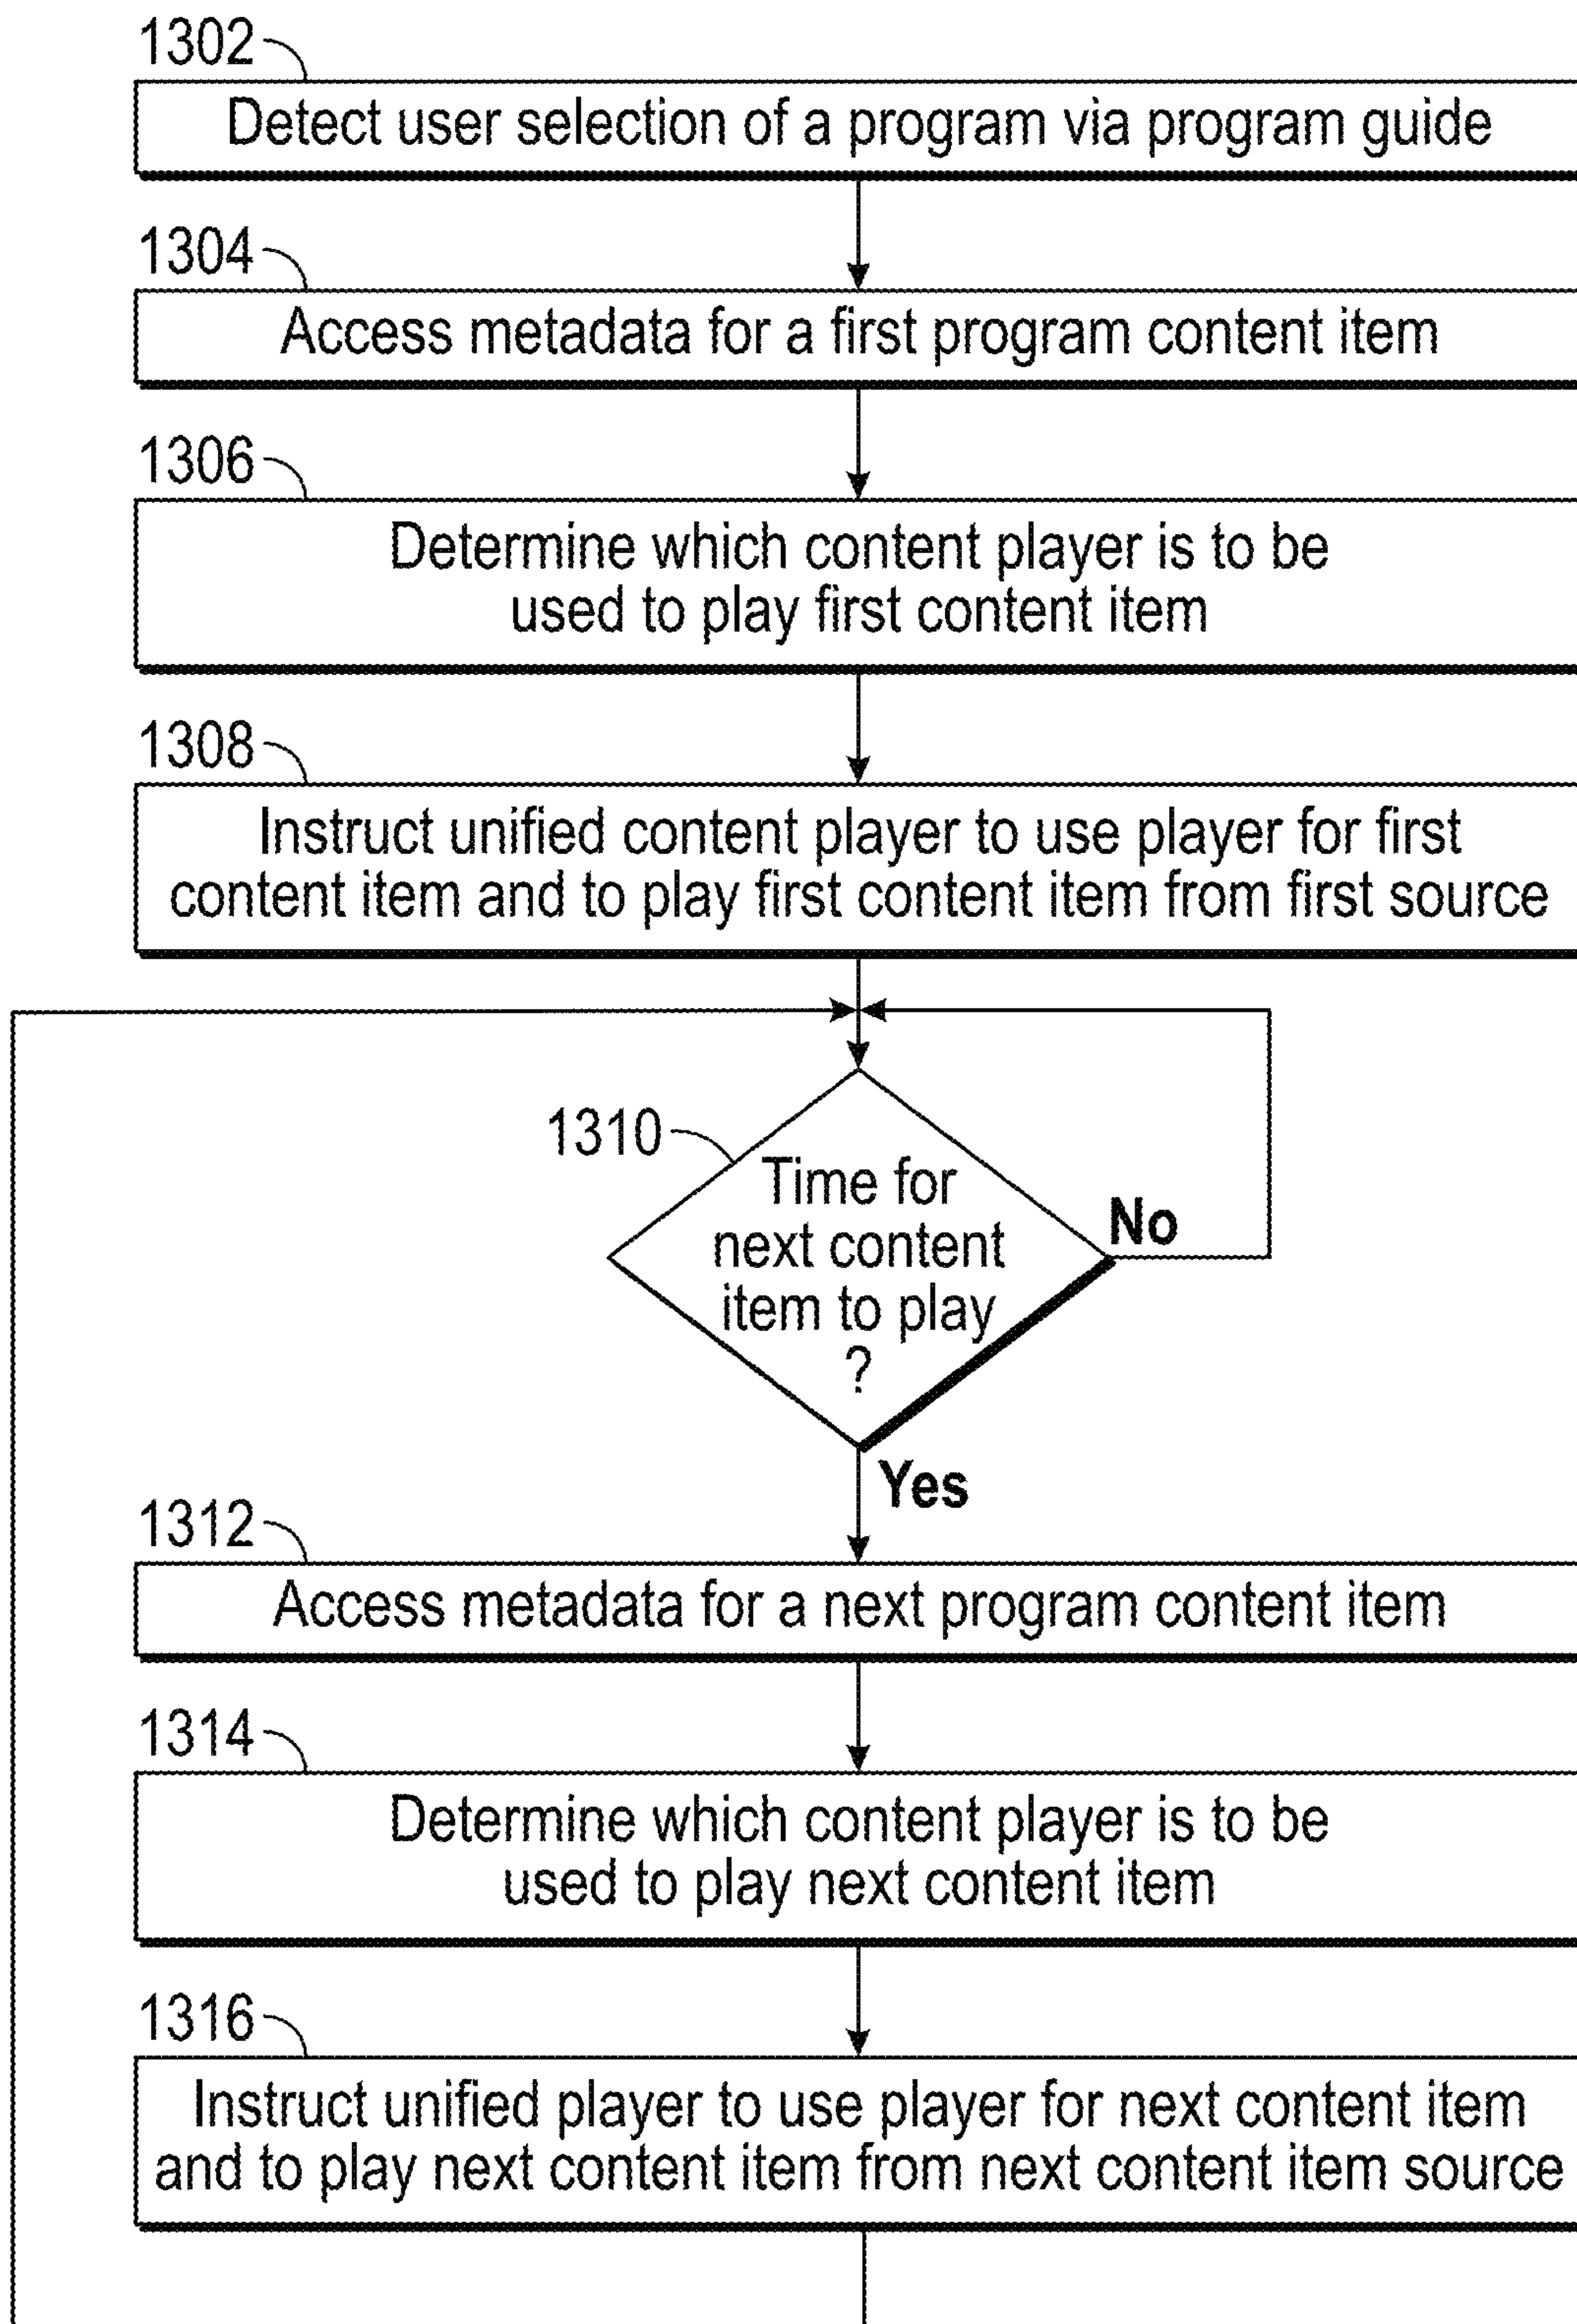 1302
Detect user selection of a program via program guide
1304
Access metadata for a first program content item
1306
Determine which content player is to be
used to play first content item
1308
Instruct unified content player to use player for first
content item and to play first content item from first source
1310
Time for
next content
item to play
?
No
Yes
1312
Access metadata for a next program content item
1314
Determine which content player is to be
used to play next content item
1316
Instruct unified player to use player for next content item
and to play next content item from next content item source